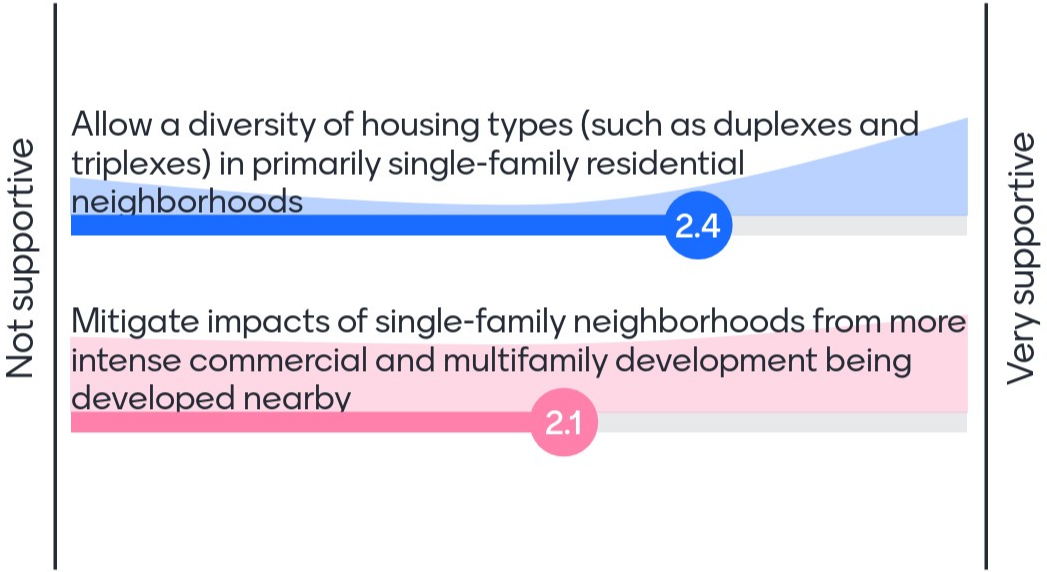 Not supportive
Allow a diversity of housing types (such as duplexes and
triplexes) in primarily single-family residential
neighborhoods
2.4
Mitigate impacts of single-family neighborhoods from more
intense commercial and multifamily development being
developed nearby
2.1
Very supportive